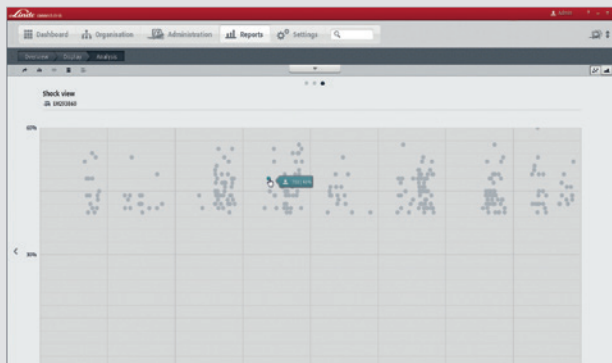 Linde
Admin
Dashboard Organisation Administration Reports Settings
Overview Display Analysis
Shock view
60%
30%